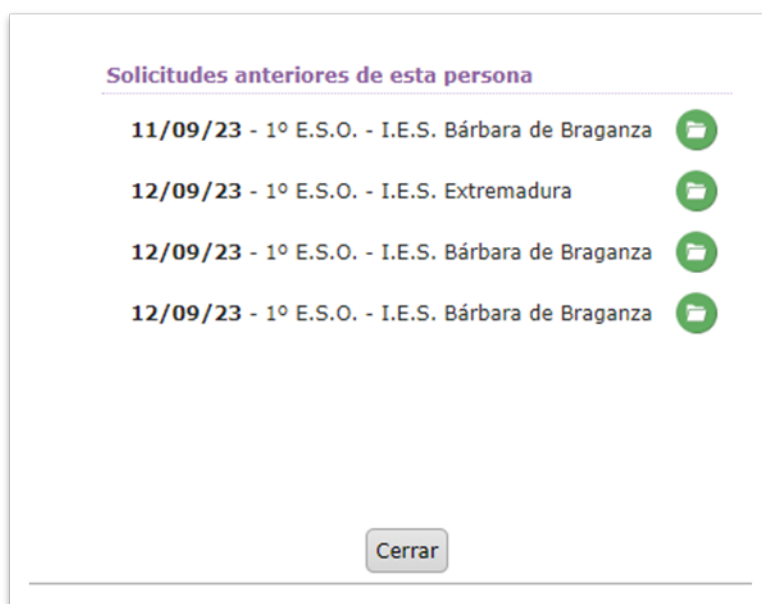 Solicitudes anteriores de esta persona
11/09/23 - 1º E.S.O. - I.E.S. Bárbara de Braganza
12/09/23 - 1º E.S.O. - I.E.S. Extremadura
12/09/23 - 1º E.S.O. - I.E.S. Bárbara de Braganza
12/09/23 - 1º E.S.O. - I.E.S. Bárbara de Braganza
Cerrar